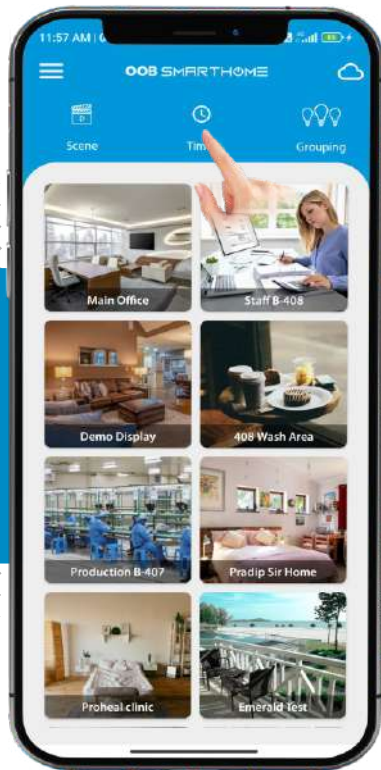 11:57 AM |
OOB SMARTHOME
Scene
Grouping
Main Office
Staff B-408
Demo Display
408 Wash Area
Production B-407
Pradip Sir Home
Proheal clinic
Emerald Test